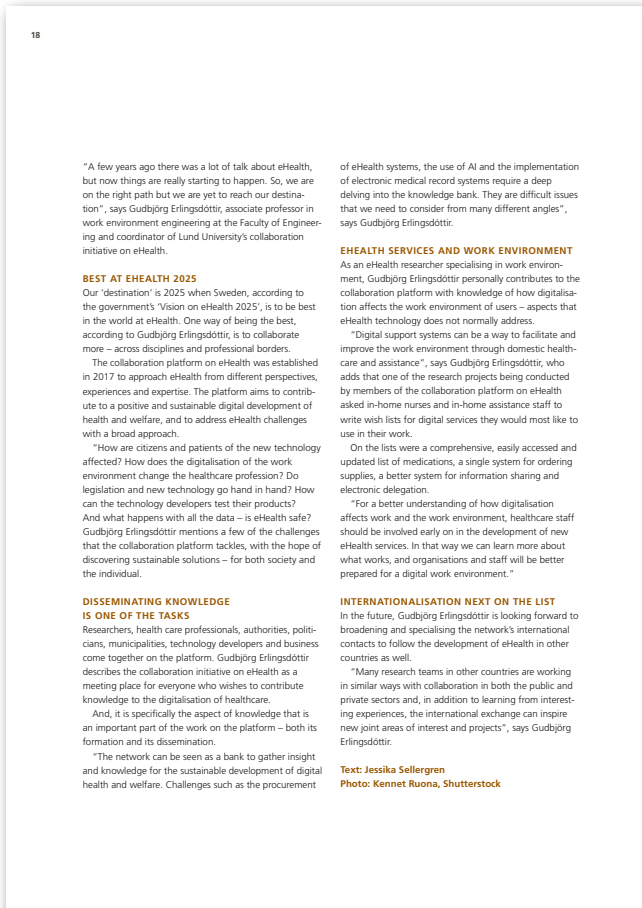 18
“A few years ago there was a lot of talk about eHealth,
but now things are really starting to happen. So, we are
on the right path but we are yet to reach our destina-
tion”, says Gudbjörg Erlingsdóttir, associate professor in
work environment engineering at the Faculty of Engineer-
ing and coordinator of Lund University’s collaboration
initiative on eHealth.
BEST AT EHEALTH 2025
Our ‘destination’ is 2025 when Sweden, according to
the government’s ‘Vision on eHealth 2025’, is to be best
in the world at eHealth. One way of being the best,
according to Gudbjörg Erlingsdóttir, is to collaborate
more – across disciplines and professional borders.
The collaboration platform on eHealth was established
in 2017 to approach eHealth from different perspectives,
experiences and expertise. The platform aims to contrib-
ute to a positive and sustainable digital development of
health and welfare, and to address eHealth challenges
with a broad approach.
“How are citizens and patients of the new technology
affected? How does the digitalisation of the work
environment change the healthcare profession? Do
legislation and new technology go hand in hand? How
can the technology developers test their products?
And what happens with all the data – is eHealth safe?
Gudbjörg Erlingsdóttir mentions a few of the challenges
that the collaboration platform tackles, with the hope of
discovering sustainable solutions – for both society and
the individual.
DISSEMINATING KNOWLEDGE
IS ONE OF THE TASKS
Researchers, health care professionals, authorities, politi-
cians, municipalities, technology developers and business
come together on the platform. Gudbjörg Erlingsdóttir
describes the collaboration initiative on eHealth as a
meeting place for everyone who wishes to contribute
knowledge to the digitalisation of healthcare.
And, it is specifically the aspect of knowledge that is
an important part of the work on the platform – both its
formation and its dissemination.
“The network can be seen as a bank to gather insight
and knowledge for the sustainable development of digital
health and welfare. Challenges such as the procurement
of eHealth systems, the use of AI and the implementation
of electronic medical record systems require a deep
delving into the knowledge bank. They are difficult issues
that we need to consider from many different angles”,
says Gudbjörg Erlingsdóttir.
EHEALTH SERVICES AND WORK ENVIRONMENT
As an eHealth researcher specialising in work environ-
ment, Gudbjörg Erlingsdóttir personally contributes to the
collaboration platform with knowledge of how digitalisa-
tion affects the work environment of users – aspects that
eHealth technology does not normally address.
“Digital support systems can be a way to facilitate and
improve the work environment through domestic health-
care and assistance”, says Gudbjörg Erlingsdóttir, who
adds that one of the research projects being conducted
by members of the collaboration platform on eHealth
asked in-home nurses and in-home assistance staff to
write wish lists for digital services they would most like to
use in their work.
On the lists were a comprehensive, easily accessed and
updated list of medications, a single system for ordering
supplies, a better system for information sharing and
electronic delegation.
“For a better understanding of how digitalisation
affects work and the work environment, healthcare staff
should be involved early on in the development of new
eHealth services. In that way we can learn more about
what works, and organisations and staff will be better
prepared for a digital work environment.”
INTERNATIONALISATION NEXT ON THE LIST
In the future, Gudbjörg Erlingsdóttir is looking forward to
broadening and specialising the network’s international
contacts to follow the development of eHealth in other
countries as well.
“Many research teams in other countries are working
in similar ways with collaboration in both the public and
private sectors and, in addition to learning from interest-
ing experiences, the international exchange can inspire
new joint areas of interest and projects”, says Gudbjörg
Erlingsdóttir.
Text: Jessika Sellergren
Photo: Kennet Ruona, Shutterstock